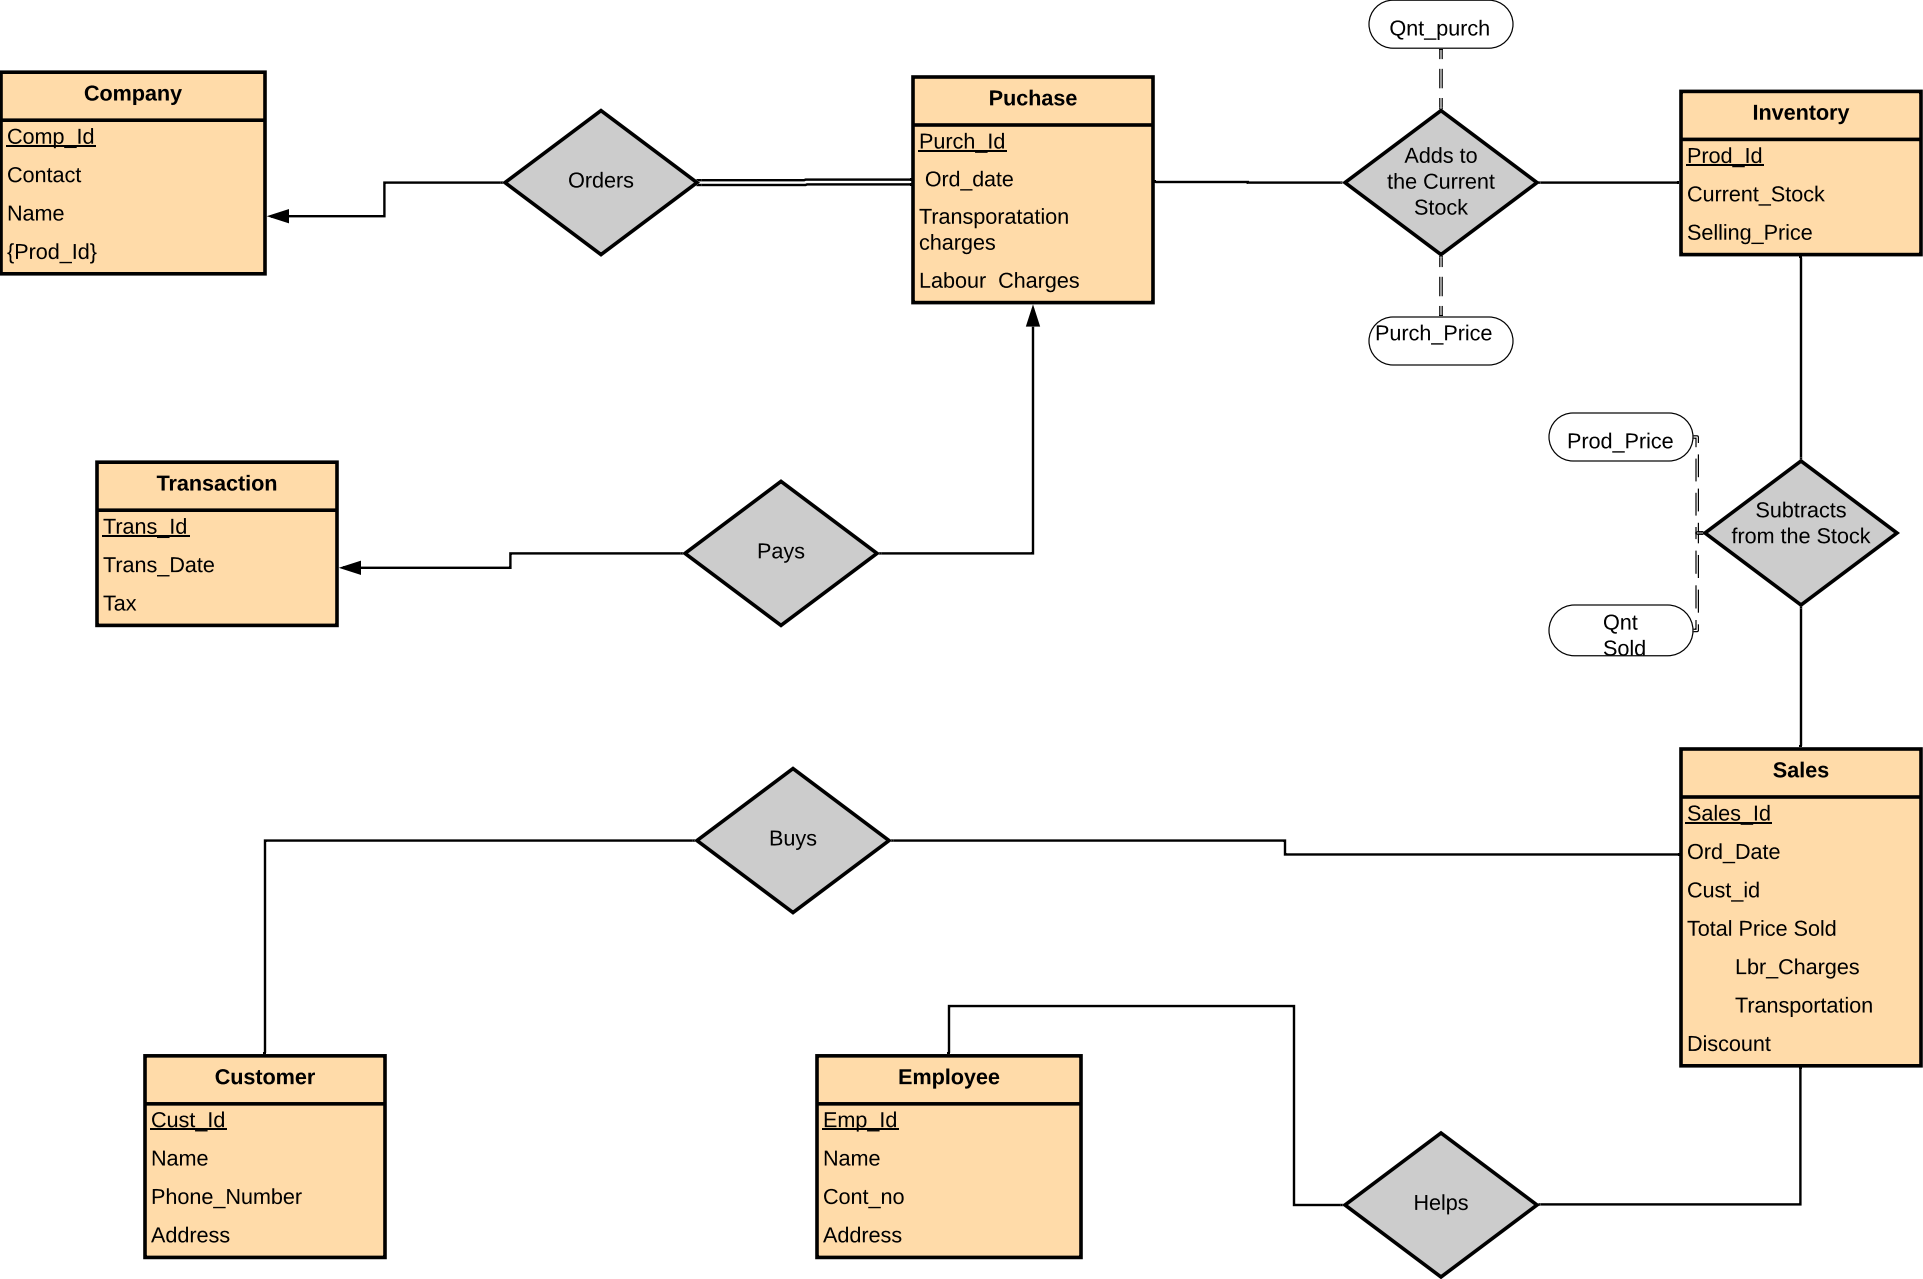 Qnt_purch
Company
Comp_Id
Contact
Name
{Prod_Id}
Orders
Puchase
Purch_Id
Ord_date
Transporatation
charges
Labour  Charges
Adds to
the Current
Stock
Purch_Price
Inventory
Prod_Id
Current_Stock
Selling_Price
Transaction
Trans_Id
Trans_Date
Tax
Pays
Prod_Price
Subtracts
from the Stock
Qnt
Sold
Buys
Sales
Sales_Id
Ord_Date
Cust_id
Total Price Sold
Lbr_Charges
Transportation
Discount
Customer
Cust_Id
Name
Phone_Number
Address
Employee
Emp_Id
Name
Cont_no
Address
Helps